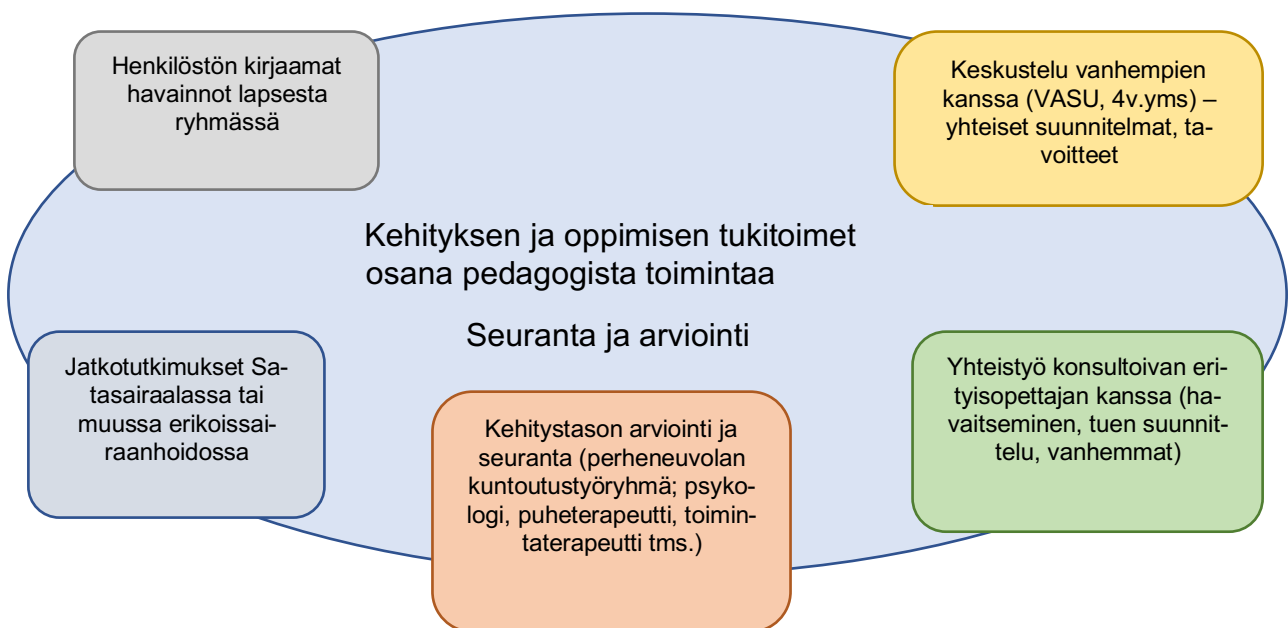 Henkilöstön kirjaamat
havainnot lapsesta
ryhmässä
Keskustelu vanhempien
kanssa (VASU, 4v.yms) –
yhteiset suunnitelmat, ta-
voitteet
Kehityksen ja oppimisen tukitoimet
osana pedagogista toimintaa
Seuranta ja arviointi
Jatkotutkimukset Sa-
tasairaalassa tai
muussa erikoissai-
raanhoidossa
Kehitystason arviointi ja
seuranta (perheneuvolan
kuntoutustyöryhmä; psyko-
logi, puheterapeutti, toimin-
taterapeutti tms.)
Yhteistyö konsultoivan eri-
tyisopettajan kanssa (ha-
vaitseminen, tuen suunnit-
telu, vanhemmat)